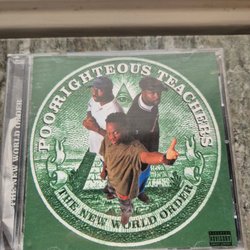 POOR RIGHTEOUS TEACHERS
THE NEW WORLD ORDER
THE NEW WORLD ORDER